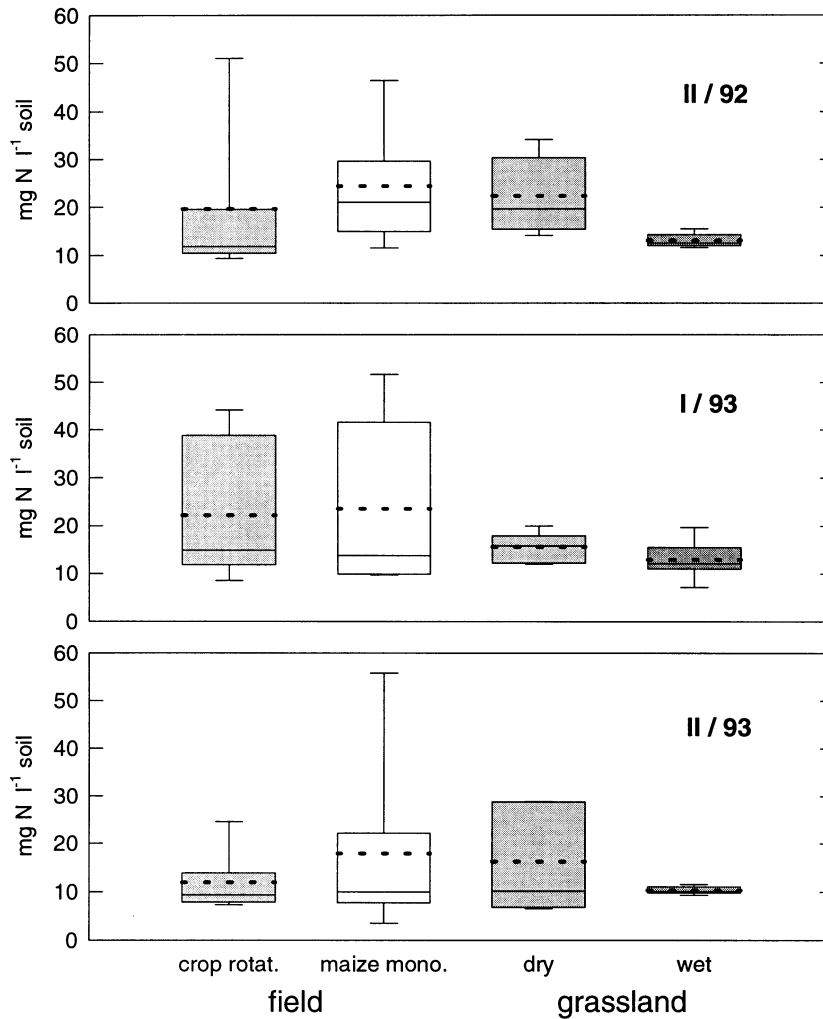 60
50
II / 92
40
30
20
10
0
mg N l⁻¹ soil
60
50
I / 93
40
30
20
10
0
mg N l⁻¹ soil
60
50
II / 93
40
30
20
10
0
mg N l⁻¹ soil
crop rotat. maize mono. dry wet
field grassland